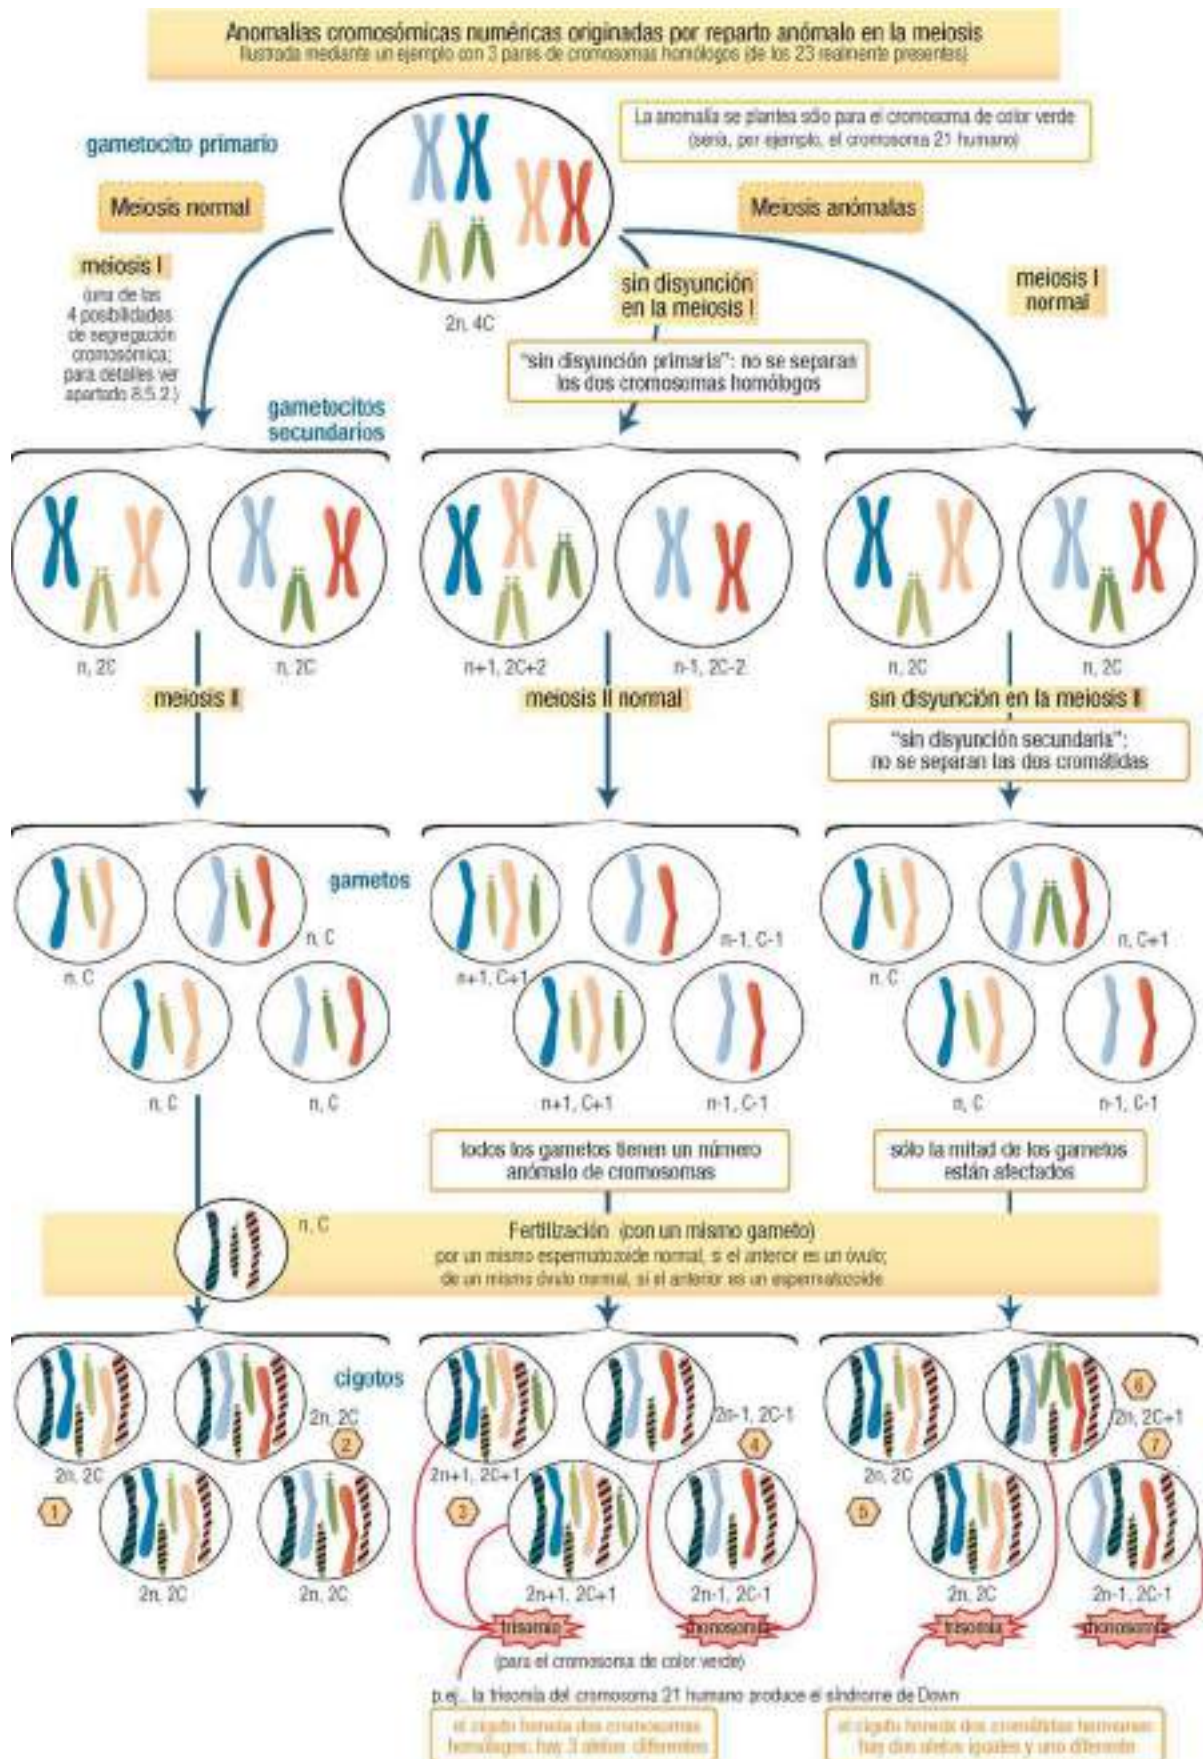 Anomalías cromosómicas numéricas originadas por reparto anómalo en la meiosis
Ilustrada mediante un ejemplo con 3 pares de cromosomas homólogos (de los 23 realmente presentes)
La anomalía se plantea sólo para el cromosoma de color verde
(sería, por ejemplo, el cromosoma 21 humano)
gametocito primario
Meiosis normal
Meiosis anómalas
meiosis I
(una de las
4 posibilidades
de segregación
cromosómica;
para detalles ver
apartado 8.5.2.)
2n, 4C
sin disyunción
en la meiosis I
meiosis I
normal
"sin disyunción primaria": no se separan
los dos cromosomas homólogos
gametocitos
secundarios
n, 2C
n, 2C
n+1, 2C+2
n-1, 2C-2
n, 2C
n, 2C
meiosis II
meiosis II normal
sin disyunción en la meiosis II
"sin disyunción secundaria":
no se separan las dos cromátidas
gametos
n, C
n, C
n, C
n, C
n+1, C+1
n-1, C-1
n+1, C+1
n-1, C-1
n, C
n, C+1
n, C
n-1, C-1
todos los gametos tienen un número
anómalo de cromosomas
sólo la mitad de los gametos
están afectados
n, C
Fertilización (con un mismo gameto)
por un mismo espermatozoide normal, si el anterior es un óvulo;
de un mismo óvulo normal, si el anterior es un espermatozoide
cigotos
2n, 2C
2n, 2C
1
2
2n, 2C
2n, 2C
2n+1, 2C+1
2n-1, 2C-1
3
4
2n+1, 2C+1
2n-1, 2C-1
2n, 2C
2n, 2C+1
5
6
7
2n, 2C
2n-1, 2C-1
trisomía
monosomía
trisomía
monosomía
(para el cromosoma de color verde)
p.ej., la trisomía del cromosoma 21 humano produce el síndrome de Down
el cigoto hereda dos cromosomas
homólogos: hay 3 alelos diferentes
el cigoto hereda dos cromátidas hermanas:
hay dos alelos iguales y uno diferente